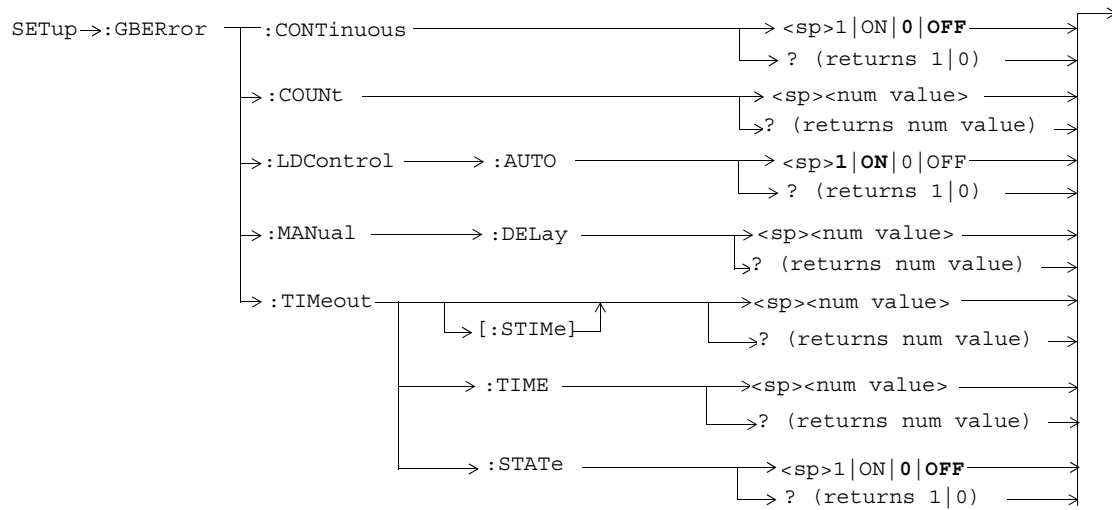 SETup :GBERror :CONTinuous <sp>1|ON|0|OFF
? (returns 1|0)
:COUNt <sp><num value>
? (returns num value)
:LDControl :AUTO <sp>1|ON|0|OFF
? (returns 1|0)
:MANual :DELay <sp><num value>
? (returns num value)
:TIMeout <sp><num value>
[:STIMe] ? (returns num value)
:TIME <sp><num value>
? (returns num value)
:STATe <sp>1|ON|0|OFF
? (returns 1|0)